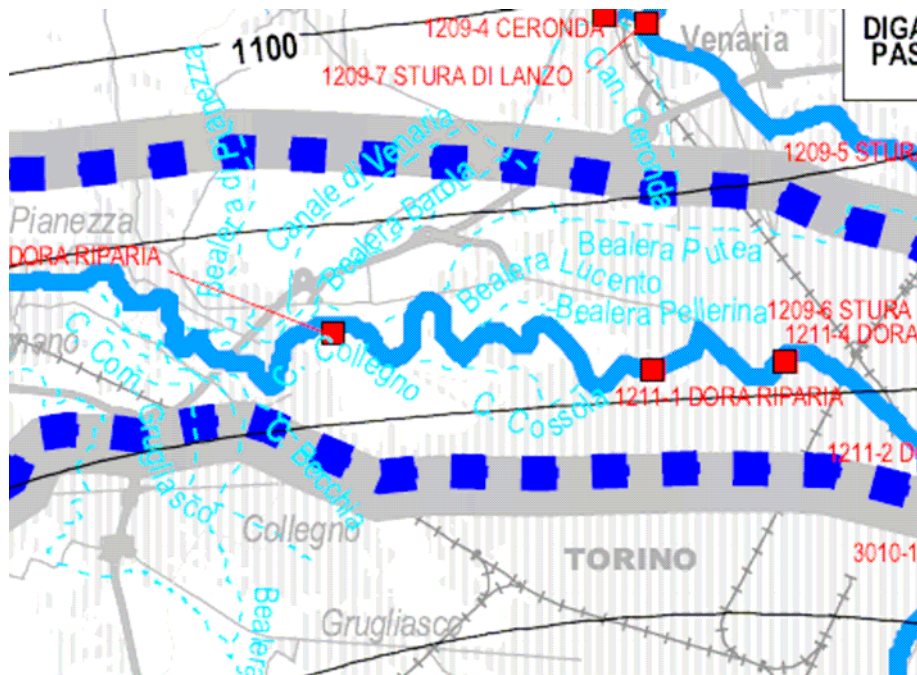 1209-4 CERONDA
Venaria
DIGA
PAS
1100
1209-7 STURA DI LANZO
Can. Ceronda
Bealera di Pianezza
Canale di Venaria
Bealera Barola
1209-5 STUR
Pianezza
DORA RIPARIA
Bealera Putea
Bealera Lucento
Bealera Pellerina
1209-6 STURA
1211-4 DORA
C. Collegno
C. Com.
Grugliasco
C. Cossola
1211-1 DORA RIPARIA
C. Becchia
1211-2 D
Collegno
TORINO
3010-1
Bealera
Grugliasco